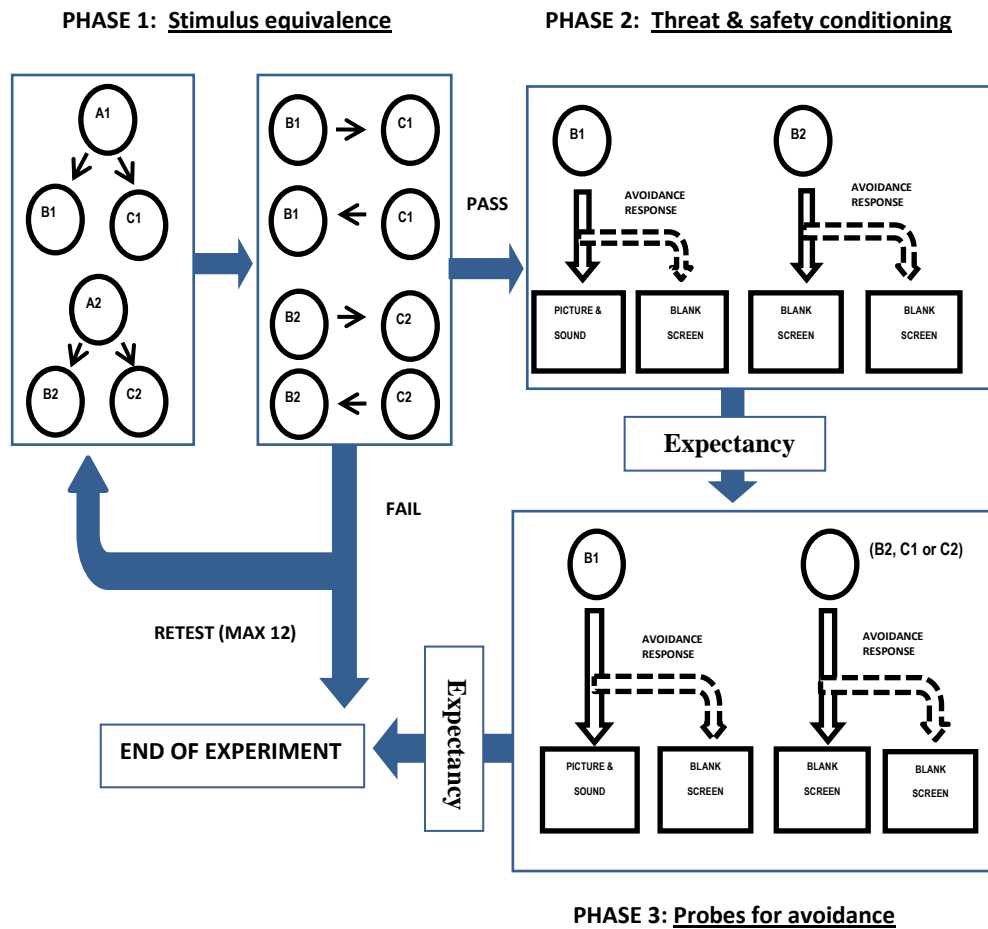 PHASE 1: Stimulus equivalence
PHASE 2: Threat & safety conditioning
A1
B1
C1
A2
B2
C2
B1
C1
B1
C1
B2
C2
B2
C2
PASS
B1
B2
AVOIDANCE
RESPONSE
AVOIDANCE
RESPONSE
PICTURE &
SOUND
BLANK
SCREEN
BLANK
SCREEN
BLANK
SCREEN
Expectancy
FAIL
RETEST (MAX 12)
B1
(B2, C1 or C2)
AVOIDANCE
RESPONSE
AVOIDANCE
RESPONSE
PICTURE &
SOUND
BLANK
SCREEN
BLANK
SCREEN
BLANK
SCREEN
Expectancy
END OF EXPERIMENT
PHASE 3: Probes for avoidance